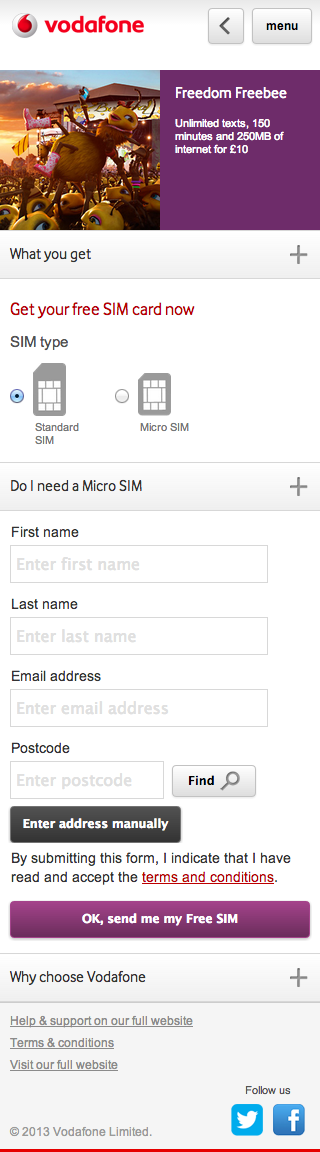 vodafone
menu
Freedom Freebee
Unlimited texts, 150
minutes and 250MB of
internet for £10
What you get
Get your free SIM card now
SIM type
Standard
SIM
Micro SIM
Do I need a Micro SIM
First name
Enter first name
Last name
Enter last name
Email address
Enter email address
Postcode
Enter postcode
Find
Enter address manually
By submitting this form, I indicate that I have
read and accept the terms and conditions.
OK, send me my Free SIM
Why choose Vodafone
Help & support on our full website
Terms & conditions
Visit our full website
Follow us
© 2013 Vodafone Limited.